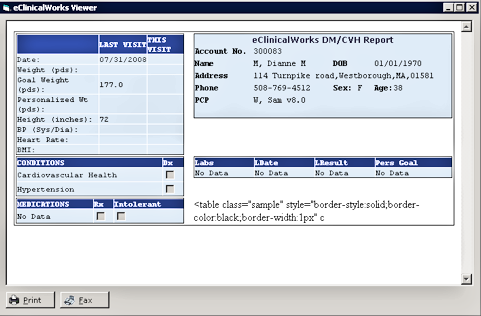 eClinicalWorks Viewer
LAST VISIT THIS VISIT
Date: 07/31/2008
Weight (pds):
Goal Weight (pds): 177.0
Personalized Wt (pds):
Height (inches): 72
BP (Sys/Dia):
Heart Rate:
BMI:
CONDITIONS Dx
Cardiovascular Health
Hypertension
MEDICATIONS Rx Intolerant
No Data
eClinicalWorks DM/CVH Report
Account No. 300083
Name M, Dianne M DOB 01/01/1970
Address 114 Turnpike road,Westborough,MA,01581
Phone 508-769-4512 Sex: F Age:38
PCP W, Sam v8.0
Labs LDate LResult Pers Goal
No Data No Data No Data No Data
<table class="sample" style="border-style:solid;border-
color:black;border-width:1px" c
Print Fax